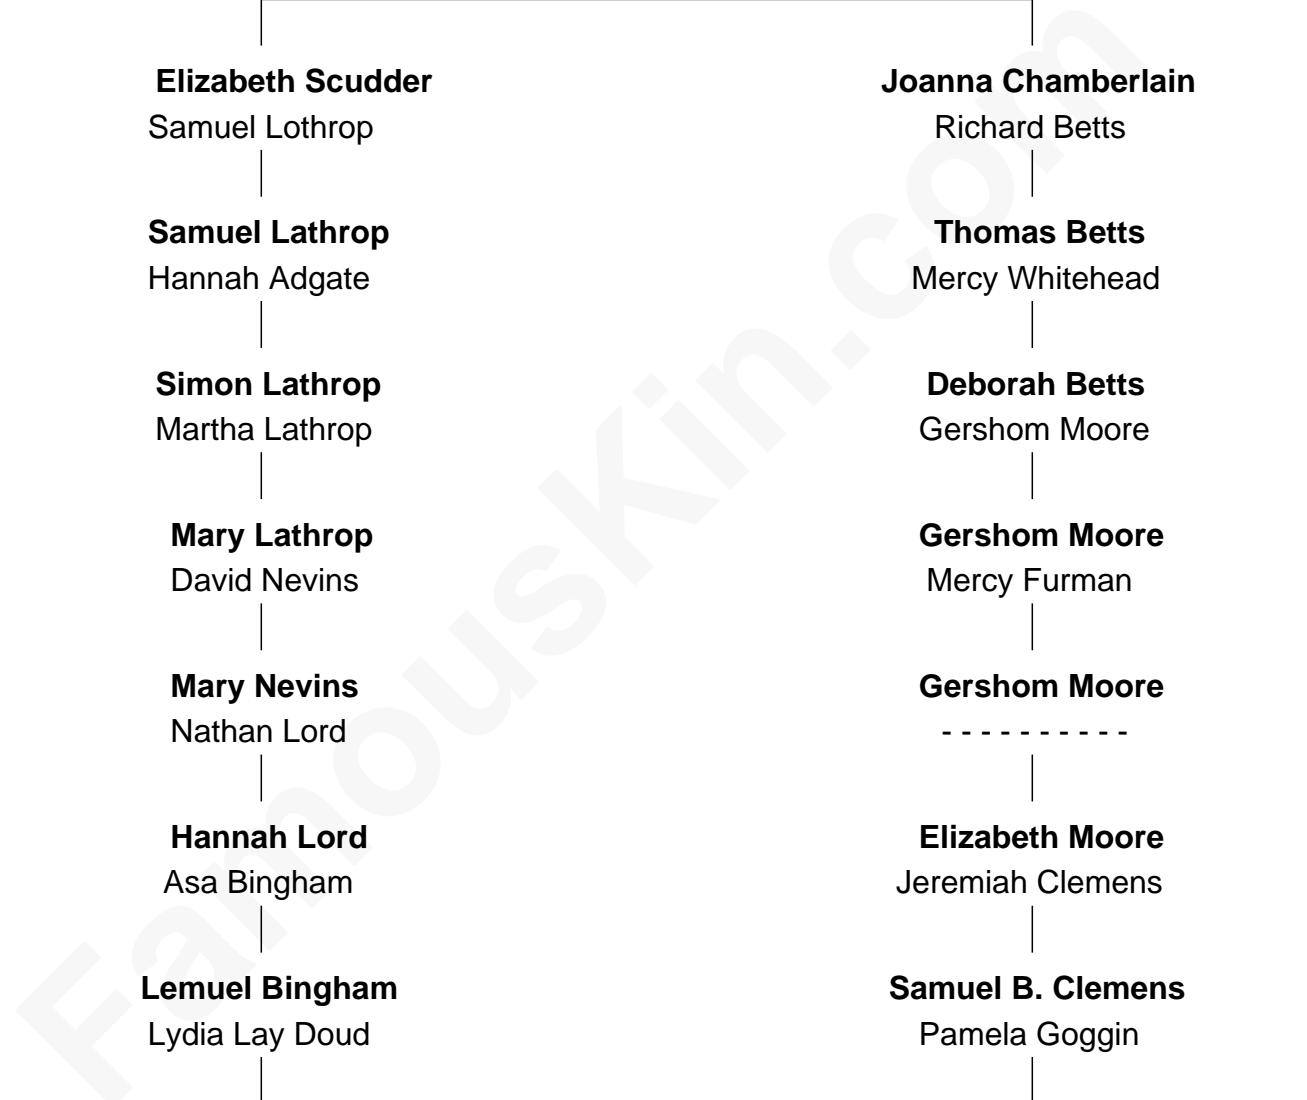 Elizabeth Scudder
Samuel Lothrop
Samuel Lathrop
Hannah Adgate
Simon Lathrop
Martha Lathrop
Mary Lathrop
David Nevins
Mary Nevins
Nathan Lord
Hannah Lord
Asa Bingham
Lemuel Bingham
Lydia Lay Doud
Joanna Chamberlain
Richard Betts
Thomas Betts
Mercy Whitehead
Deborah Betts
Gershom Moore
Gershom Moore
Mercy Furman
Gershom Moore
- - - - - - - - - -
Elizabeth Moore
Jeremiah Clemens
Samuel B. Clemens
Pamela Goggin
FamousKin.com